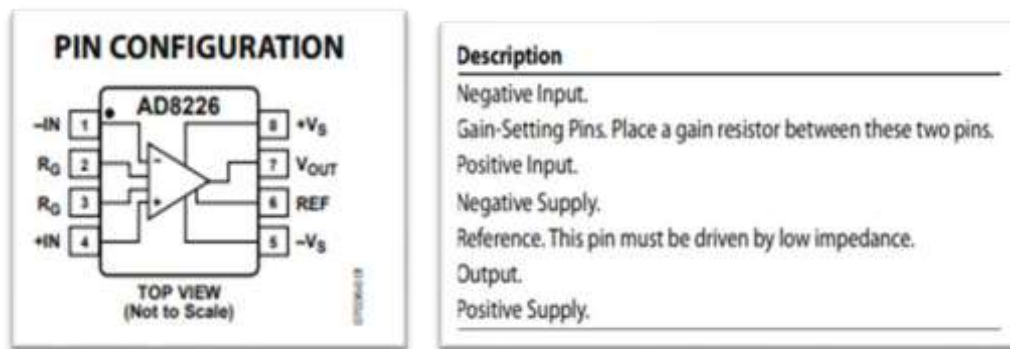 PIN CONFIGURATION
AD8226
–IN 1
8 +VS
RG 2
7 VOUT
RG 3
6 REF
+IN 4
5 –VS
–
+
TOP VIEW
(Not to Scale)
Description
Negative Input.
Gain-Setting Pins. Place a gain resistor between these two pins.
Positive Input.
Negative Supply.
Reference. This pin must be driven by low impedance.
Output.
Positive Supply.